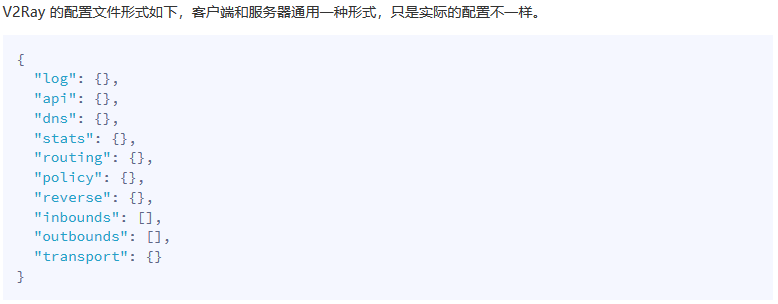 V2Ray 的配置文件形式如下，客户端和服务器通用一种形式，只是实际的配置不一样。
{
  "log": {},
  "api": {},
  "dns": {},
  "stats": {},
  "routing": {},
  "policy": {},
  "reverse": {},
  "inbounds": [],
  "outbounds": [],
  "transport": {}
}